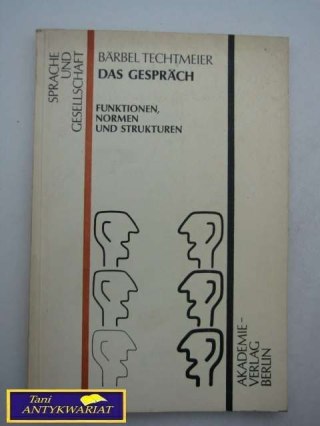 SPRACHE
UND
GESELLSCHAFT
BÄRBEL TECHTMEIER
DAS GESPRÄCH
FUNKTIONEN,
NORMEN
UND STRUKTUREN
AKADEMIE-
VERLAG
BERLIN
Tani
ANTYKWARIAT